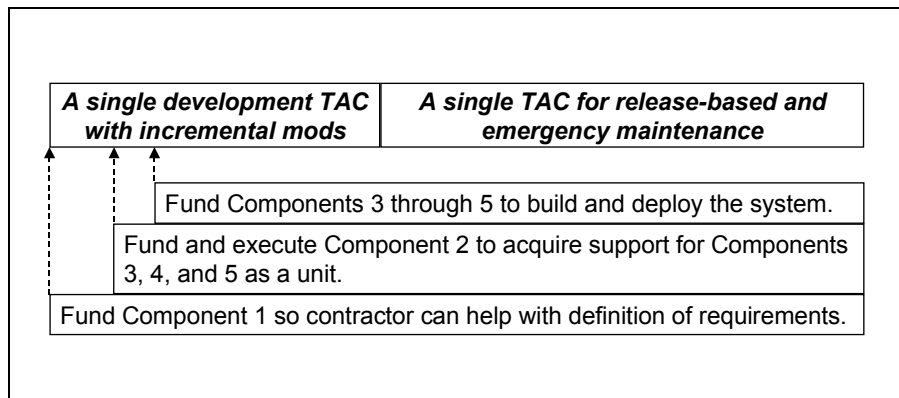 A single development TAC
with incremental mods
A single TAC for release-based and
emergency maintenance
Fund Components 3 through 5 to build and deploy the system.
Fund and execute Component 2 to acquire support for Components
3, 4, and 5 as a unit.
Fund Component 1 so contractor can help with definition of requirements.